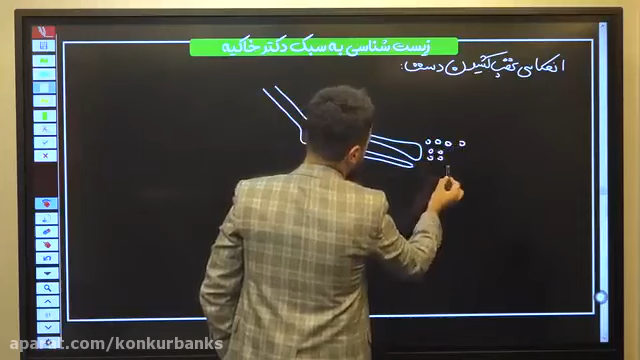 زیست شناسی به سبک دکتر خاکیه
انعکاس عقب کشیدن دست :
aparat.com/konkurbanks